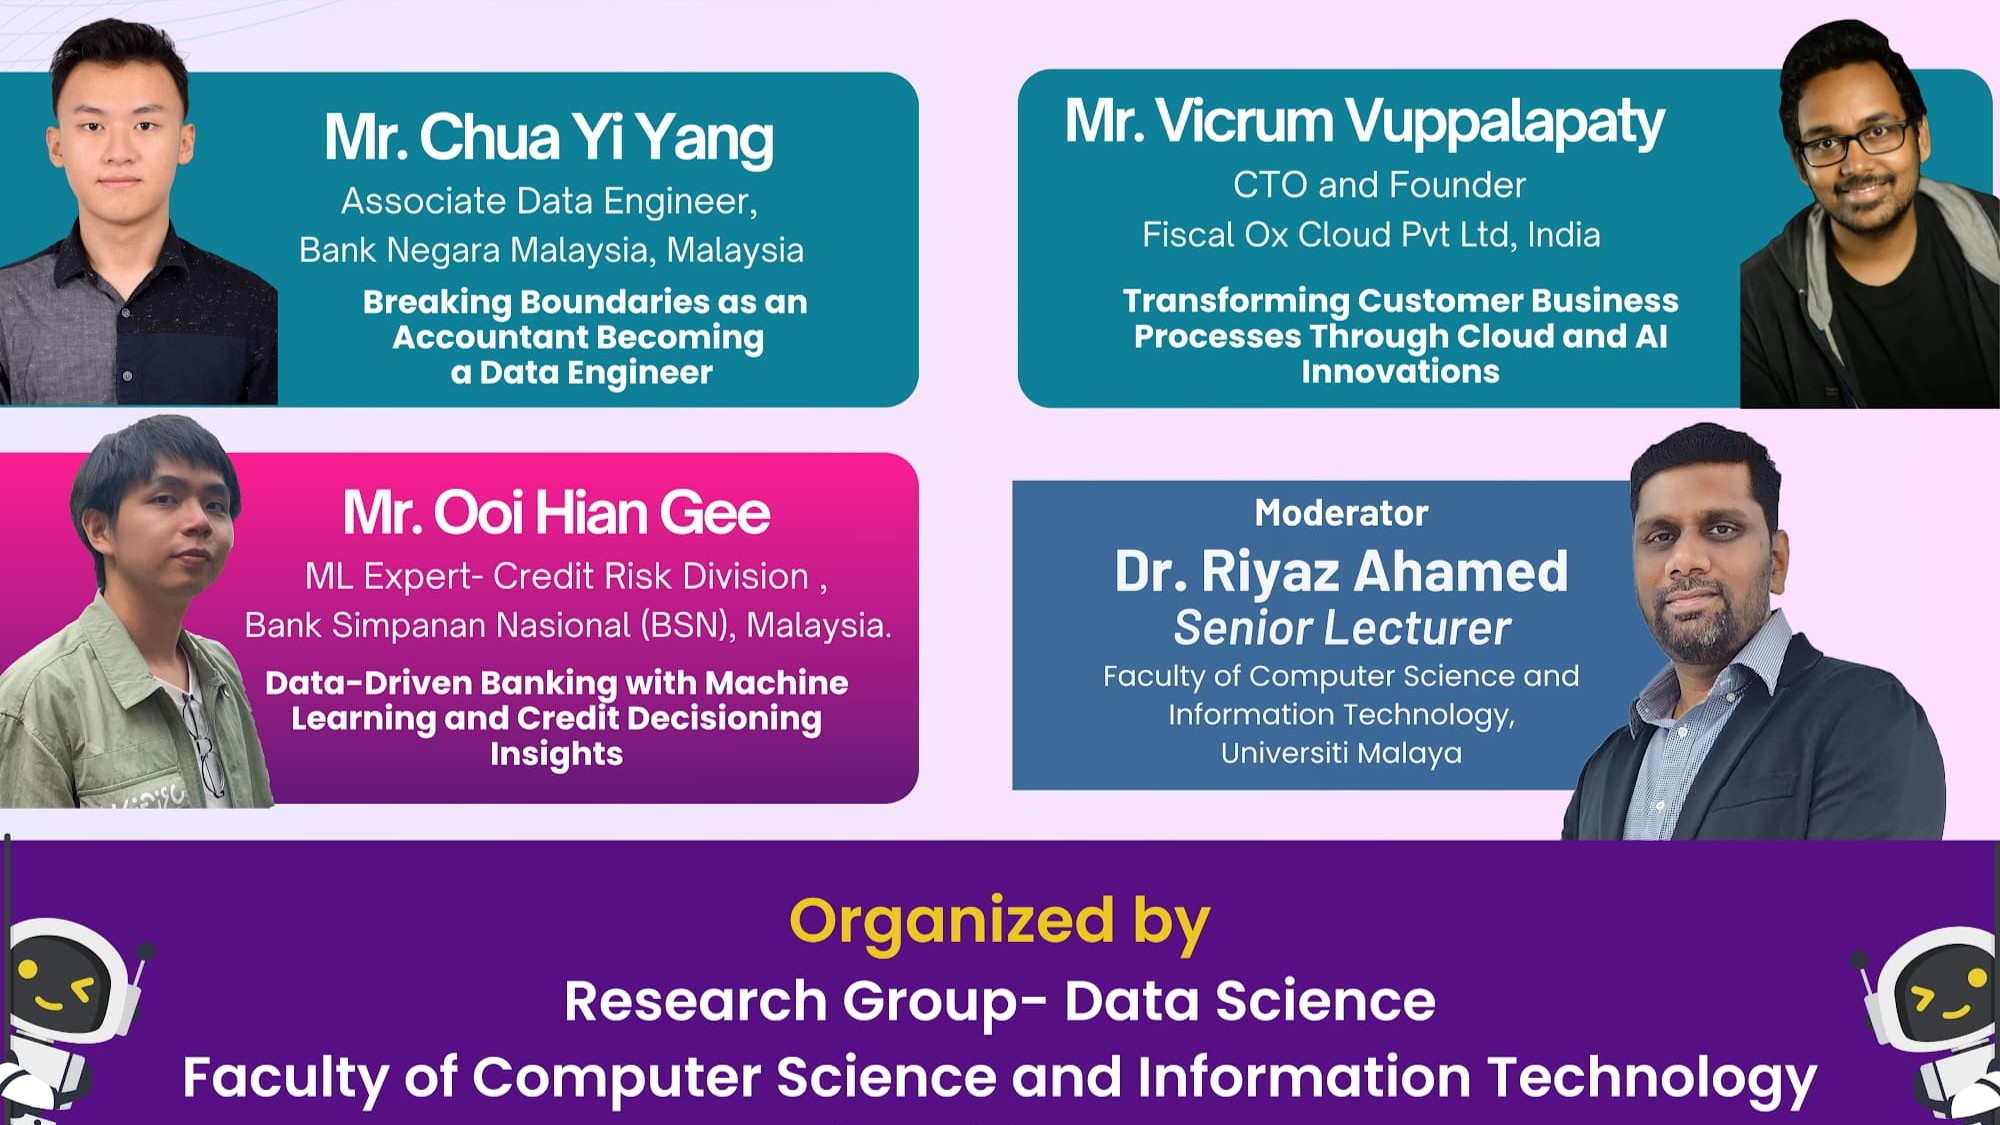 Mr. Chua Yi Yang
Associate Data Engineer,
Bank Negara Malaysia, Malaysia
Breaking Boundaries as an
Accountant Becoming
a Data Engineer
Mr. Vicrum Vuppalapaty
CTO and Founder
Fiscal Ox Cloud Pvt Ltd, India
Transforming Customer Business
Processes Through Cloud and AI
Innovations
Mr. Ooi Hian Gee
ML Expert- Credit Risk Division ,
Bank Simpanan Nasional (BSN), Malaysia.
Data-Driven Banking with Machine
Learning and Credit Decisioning
Insights
Moderator
Dr. Riyaz Ahamed
Senior Lecturer
Faculty of Computer Science and
Information Technology,
Universiti Malaya
Organized by
Research Group- Data Science
Faculty of Computer Science and Information Technology